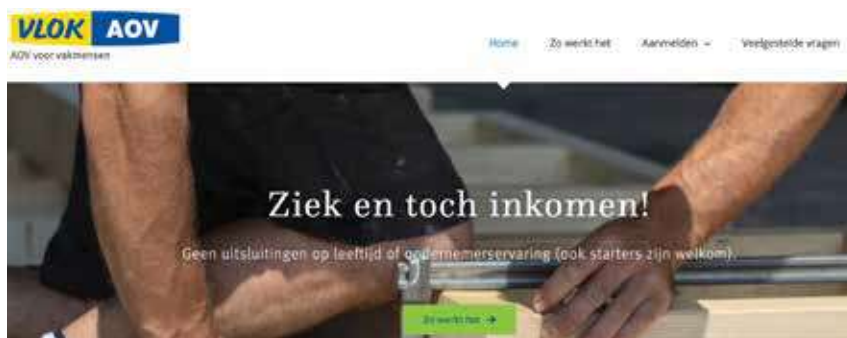 VLOK AOV
AOV voor vakmensen
Home Zo werkt het Aanmelden Veelgestelde vragen
Ziek en toch inkomen!
Geen uitsluitingen op leeftijd of ondernemerservaring (ook starters zijn welkom).
Zo werkt het →